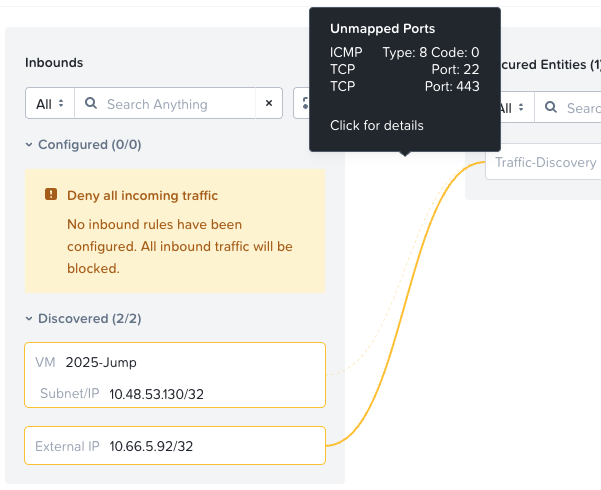 Unmapped Ports
ICMP Type: 8 Code: 0
TCP Port: 22
TCP Port: 443
Click for details
Inbounds
All Search Anything ×
Configured (0/0)
Deny all incoming traffic
No inbound rules have been
configured. All inbound traffic will be
blocked.
Discovered (2/2)
VM 2025-Jump
Subnet/IP 10.48.53.130/32
External IP 10.66.5.92/32
cured Entities (1
All Searc
Traffic-Discovery